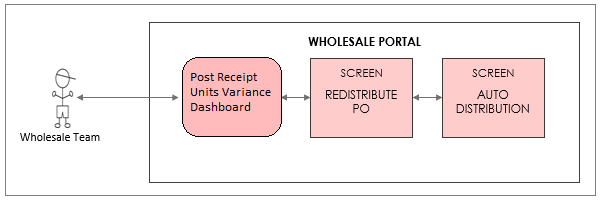 WHOLESALE PORTAL
Post Receipt
Units Variance
Dashboard
SCREEN
REDISTRIBUTE
PO
SCREEN
AUTO
DISTRIBUTION
Wholesale Team